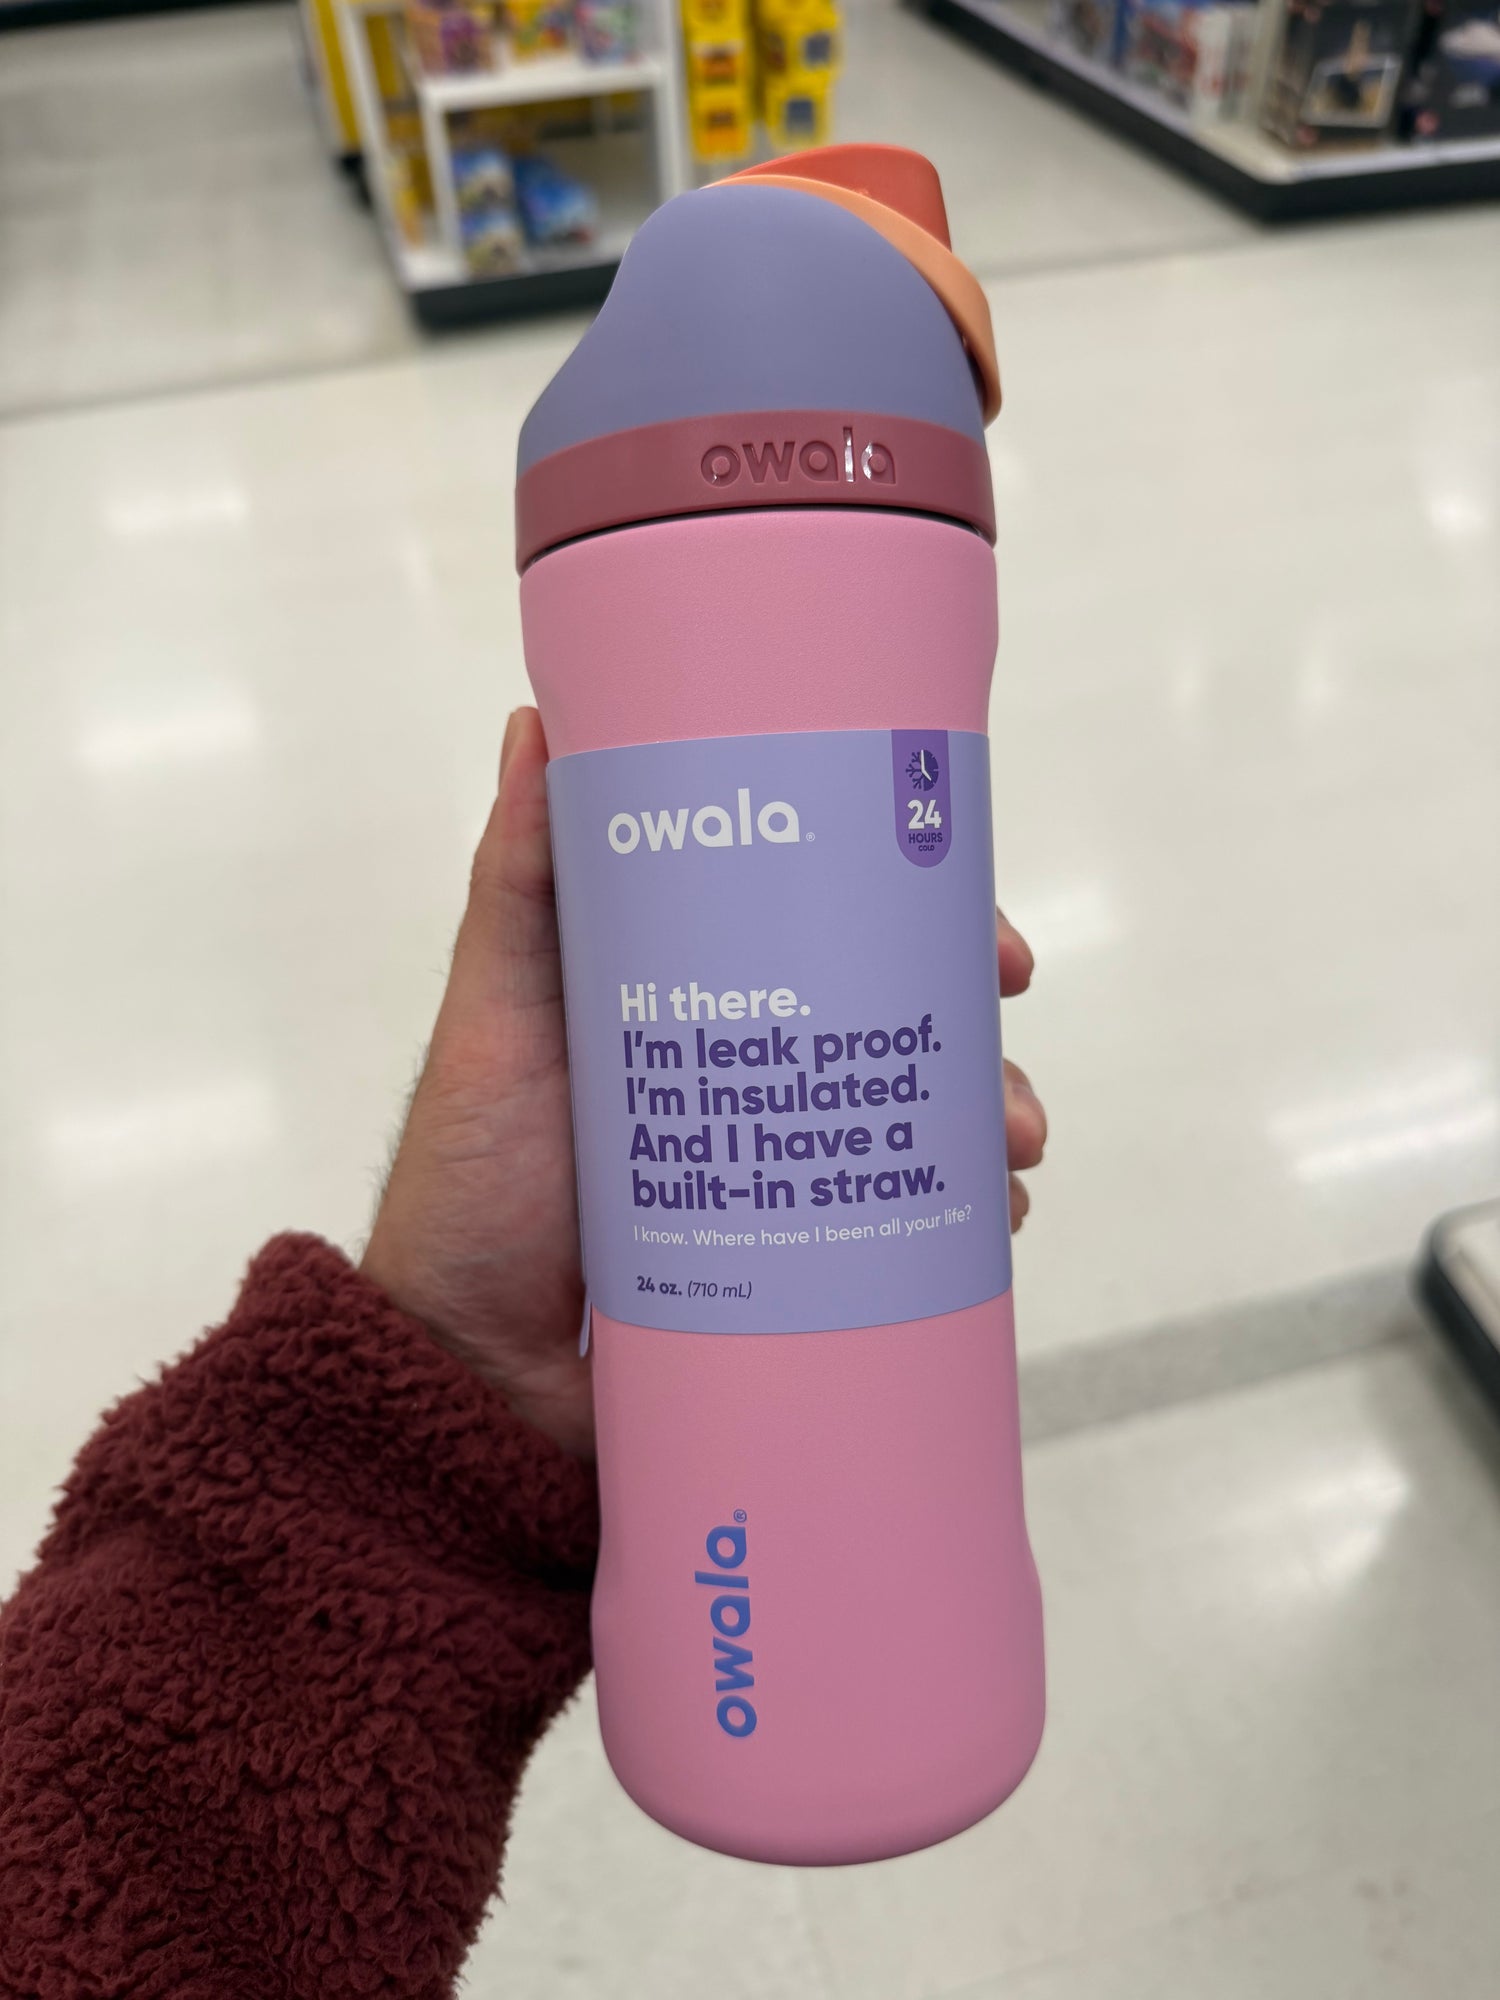 owala
owala®
24
HOURS
COLD
Hi there.
I'm leak proof.
I'm insulated.
And I have a
built-in straw.
I know. Where have I been all your life?
24 oz. (710 mL)
owala®